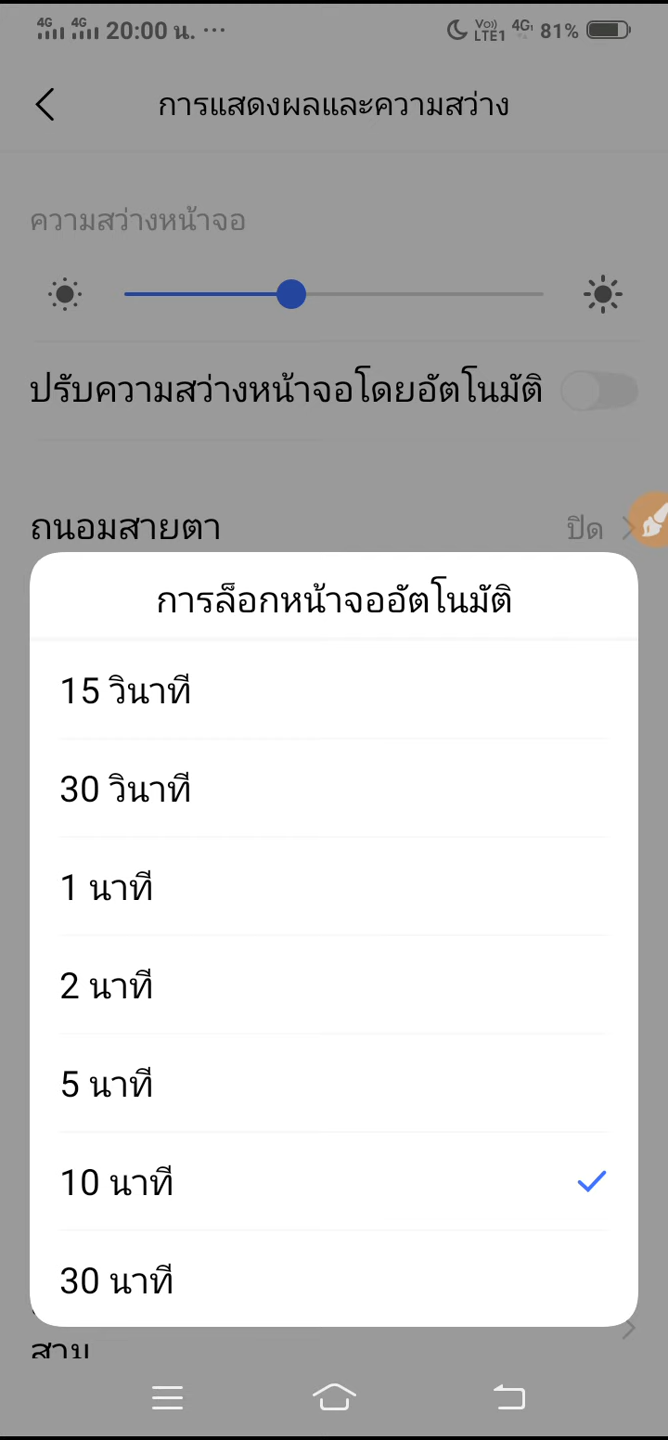 4G 4G 20:00 น. ... Vo)) LTE1 4G 81%
การแสดงผลและความสว่าง
ความสว่างหน้าจอ
ปรับความสว่างหน้าจอโดยอัตโนมัติ
ถนอมสายตา ปิด
การล็อกหน้าจออัตโนมัติ
15 วินาที
30 วินาที
1 นาที
2 นาที
5 นาที
10 นาที
30 นาที